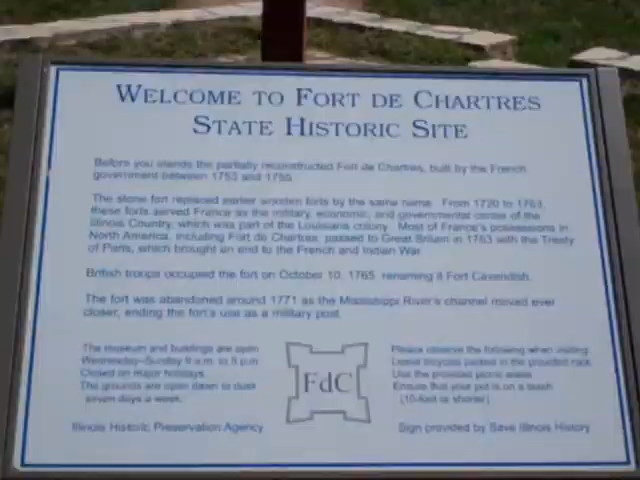 WELCOME TO FORT DE CHARTRES
STATE HISTORIC SITE
Before you stands the partially reconstructed Fort de Chartres, built by the French
government between 1753 and
The stone fort replaced earlier wooden forts by the same name. From 1720 to 1763,
these forts served France as the military, economic, and governmental center of the
Illinois Country, which was part of the Louisiana colony. Most of France's possessions in
North America, including Fort de Chartres, passed to Great Britain in 1763 with the Treaty
of Paris, which brought an end to the French and Indian War.
British troops occupied the fort on October 10, 1765, renaming it Fort Cavendish.
The fort was abandoned around 1771 as the Mississippi River's channel moved ever
closer, ending the fort's use as a military post.
The museum and buildings are open
Wednesday-Sunday 9 a.m. to 5 p.m.
Closed on major holidays.
The grounds are open dawn to dusk
seven days a week.
FdC
Please observe the following when visiting:
Leave bicycles parked in the provided rack.
Use the provided picnic areas.
Ensure that your pet is on a leash
(10-foot or shorter).
Illinois Historic Preservation Agency
Sign provided by Save Illinois History